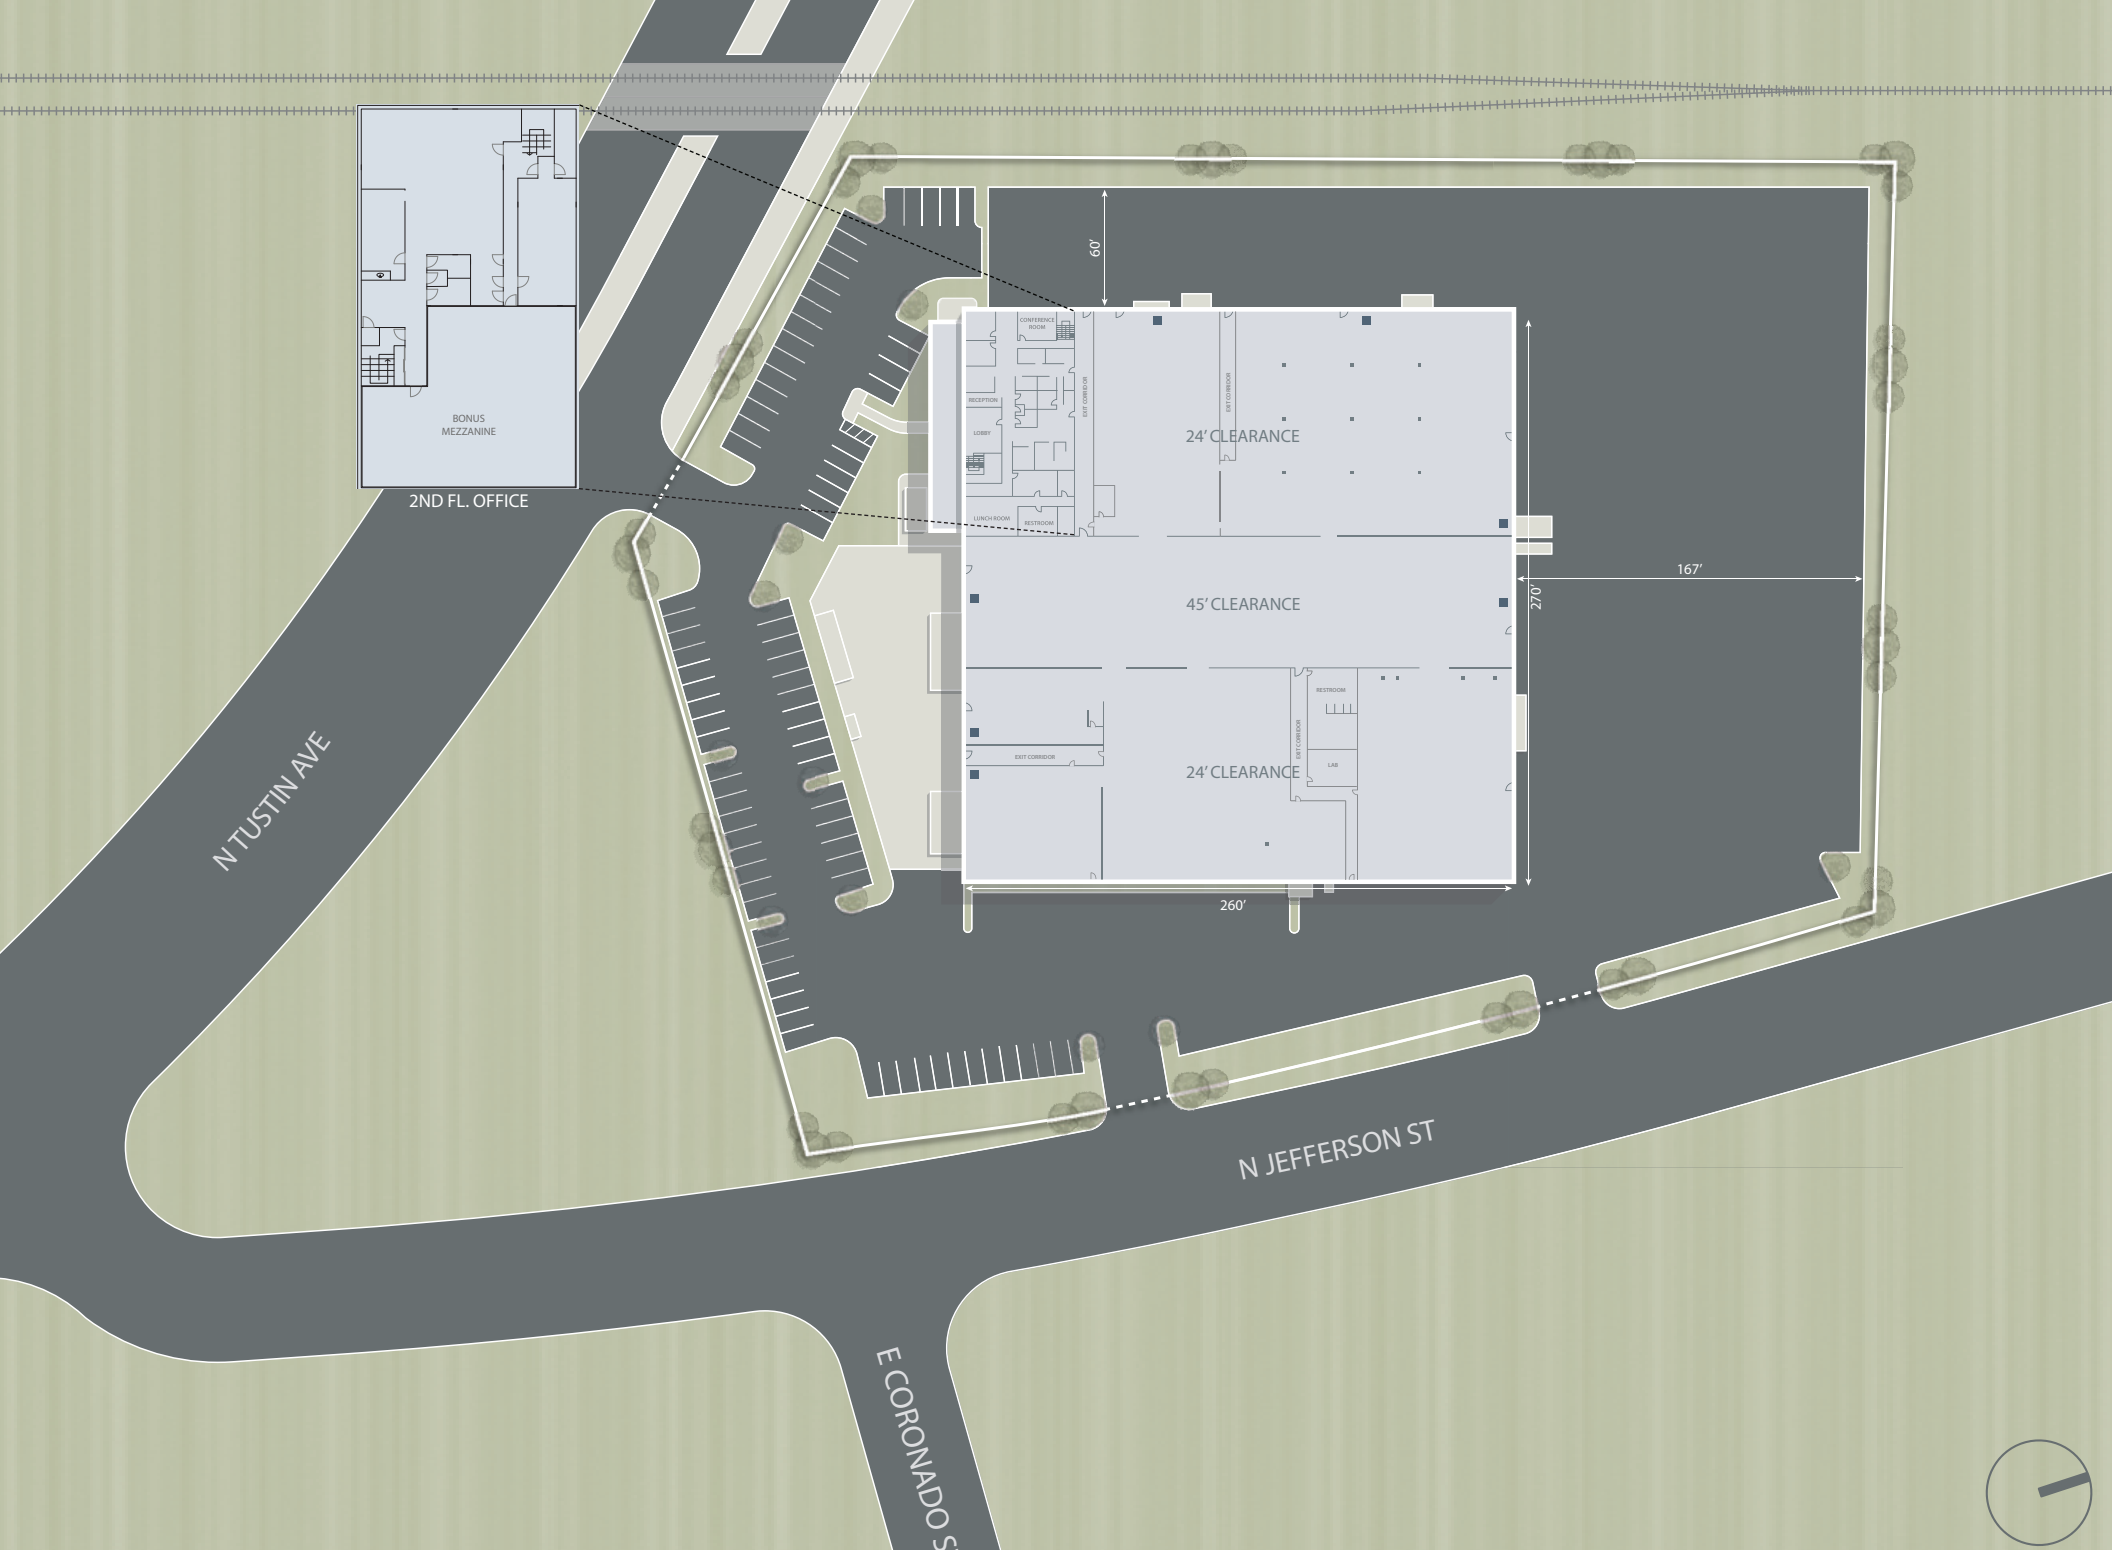 60’
CONFERENCE
ROOM
RECEPTION
LOBBY
LUNCH ROOM
RESTROOM
EXIT CORRIDOR
EXIT CORRIDOR
24’ CLEARANCE
BONUS
MEZZANINE
2ND FL. OFFICE
167’
270’
45’ CLEARANCE
RESTROOM
EXIT CORRIDOR
LAB
EXIT CORRIDOR
24’ CLEARANCE
260’
N TUSTIN AVE
N JEFFERSON ST
E CORONADO S